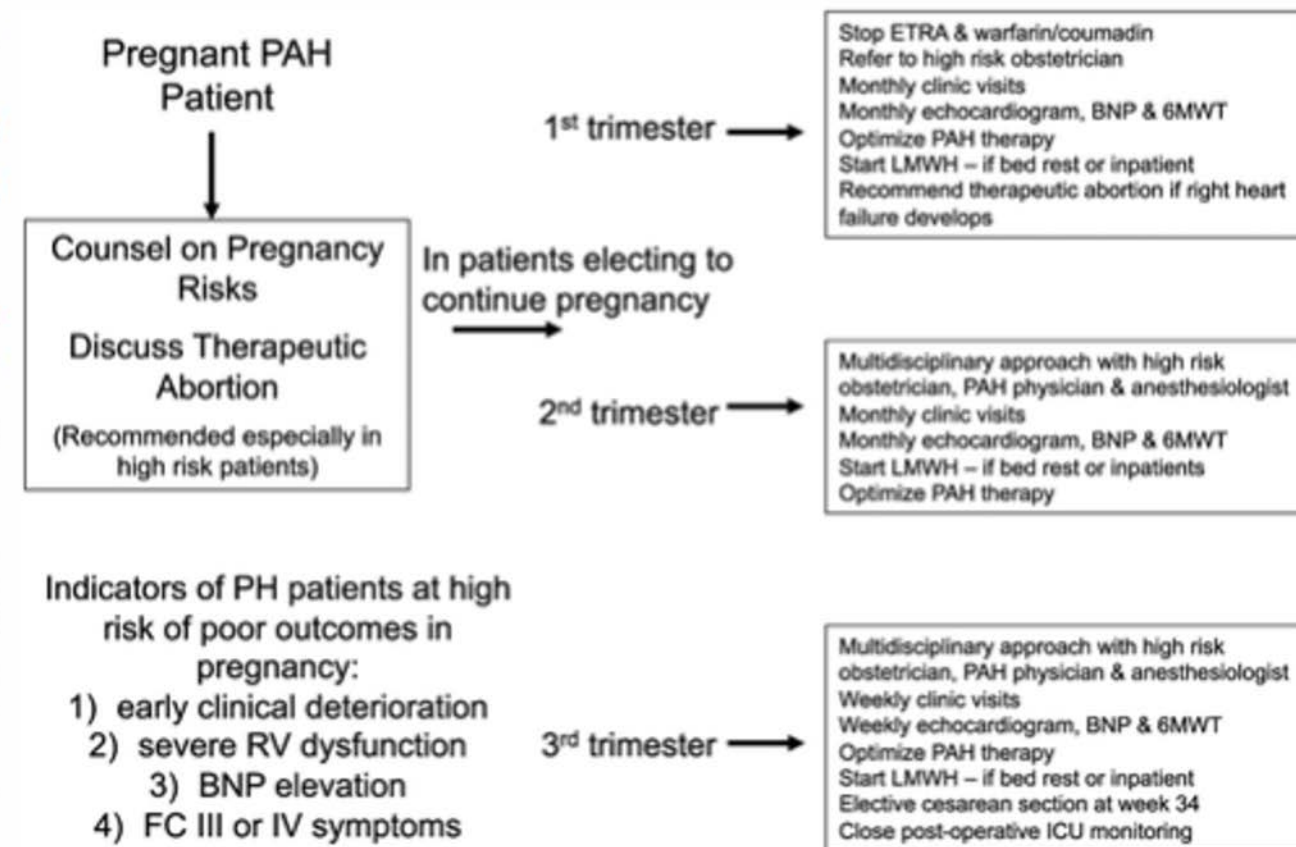 Pregnant PAH
Patient
Counsel on Pregnancy
Risks
Discuss Therapeutic
Abortion
(Recommended especially in
high risk patients)
In patients electing to
continue pregnancy
Indicators of PH patients at high
risk of poor outcomes in
pregnancy:
1) early clinical deterioration
2) severe RV dysfunction
3) BNP elevation
4) FC III or IV symptoms
1st trimester
Stop ETRA & warfarin/coumadin
Refer to high risk obstetrician
Monthly clinic visits
Monthly echocardiogram, BNP & 6MWT
Optimize PAH therapy
Start LMWH – if bed rest or inpatient
Recommend therapeutic abortion if right heart
failure develops
2nd trimester
Multidisciplinary approach with high risk
obstetrician, PAH physician & anesthesiologist
Monthly clinic visits
Monthly echocardiogram, BNP & 6MWT
Start LMWH – if bed rest or inpatients
Optimize PAH therapy
3rd trimester
Multidisciplinary approach with high risk
obstetrician, PAH physician & anesthesiologist
Weekly clinic visits
Weekly echocardiogram, BNP & 6MWT
Optimize PAH therapy
Start LMWH – if bed rest or inpatient
Elective cesarean section at week 34
Close post-operative ICU monitoring